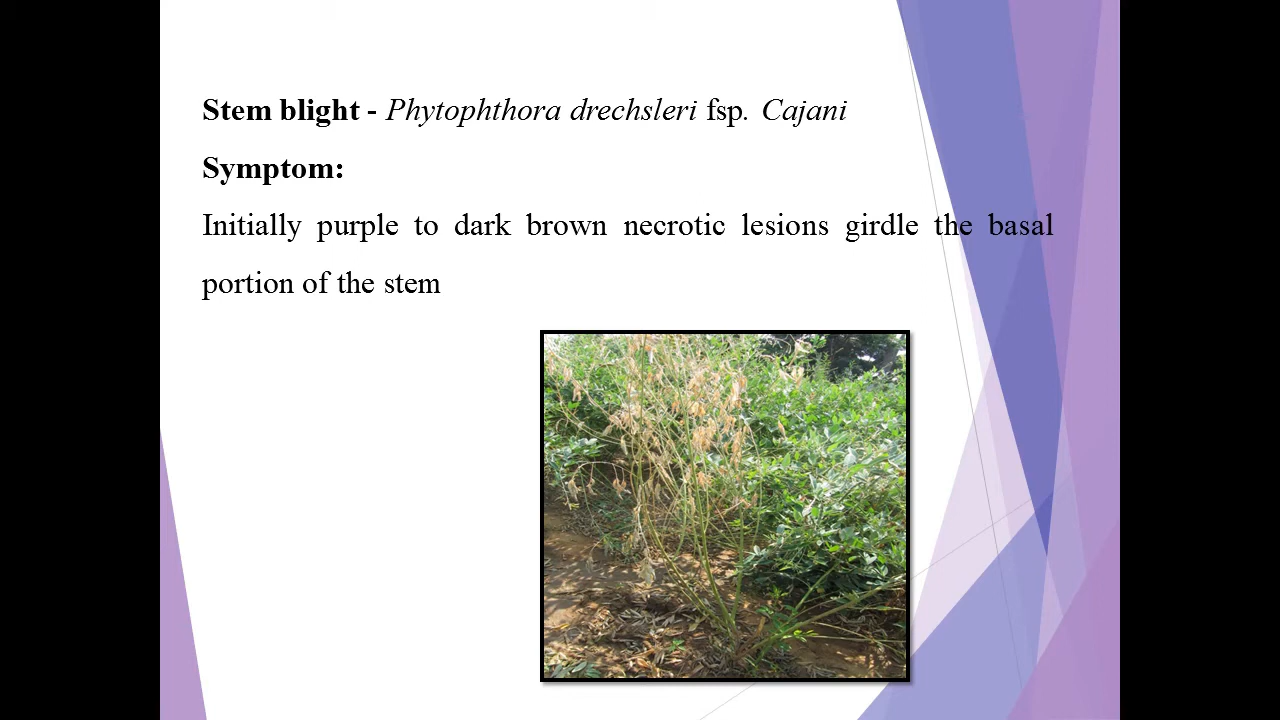 Stem blight - Phytophthora drechsleri fsp. Cajani
Symptom:
Initially purple to dark brown necrotic lesions girdle the basal
portion of the stem